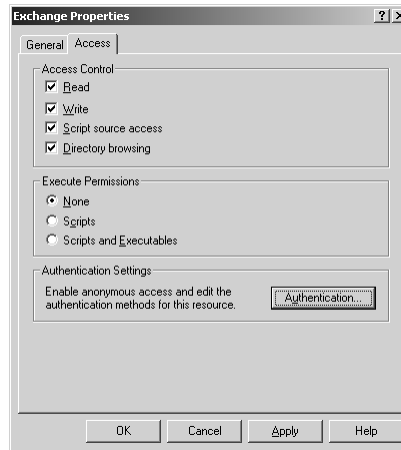 Exchange Properties
General Access
Access Control
Read
Write
Script source access
Directory browsing
Execute Permissions
None
Scripts
Scripts and Executables
Authentication Settings
Enable anonymous access and edit the
authentication methods for this resource.
Authentication...
OK Cancel Apply Help